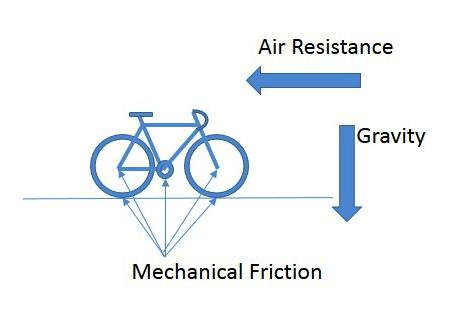 Air Resistance
Gravity
Mechanical Friction